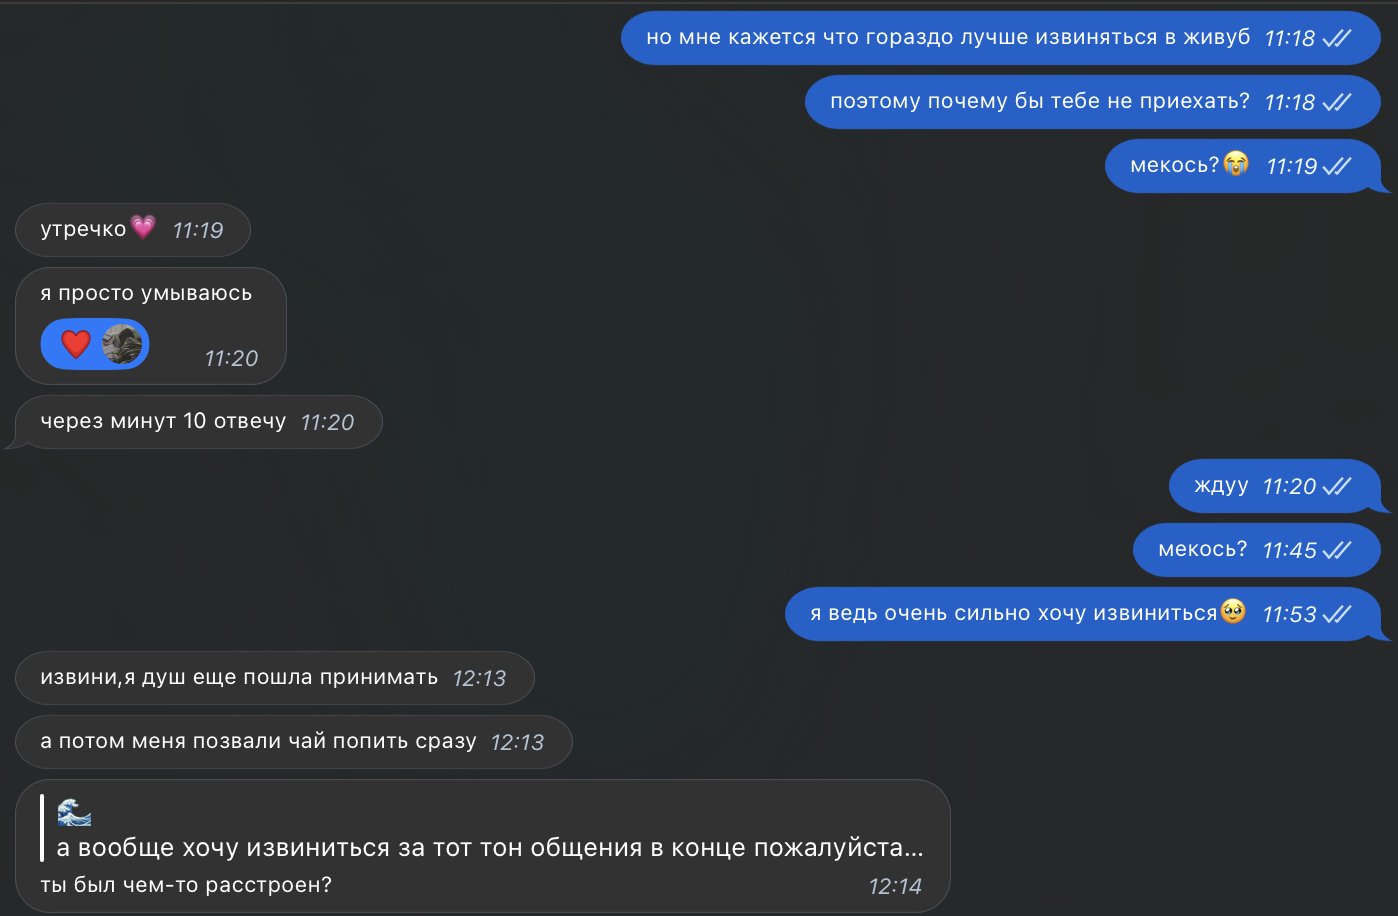 но мне кажется что гораздо лучше извиняться в живуб 11:18
поэтому почему бы тебе не приехать? 11:18
мекось?😭 11:19
утречко💗 11:19
я просто умываюсь
❤️ 11:20
через минут 10 отвечу 11:20
ждуу 11:20
мекось? 11:45
я ведь очень сильно хочу извиниться🥹 11:53
извини,я душ еще пошла принимать 12:13
а потом меня позвали чай попить сразу 12:13
🌊
а вообще хочу извиниться за тот тон общения в конце пожалуйста...
ты был чем-то расстроен? 12:14